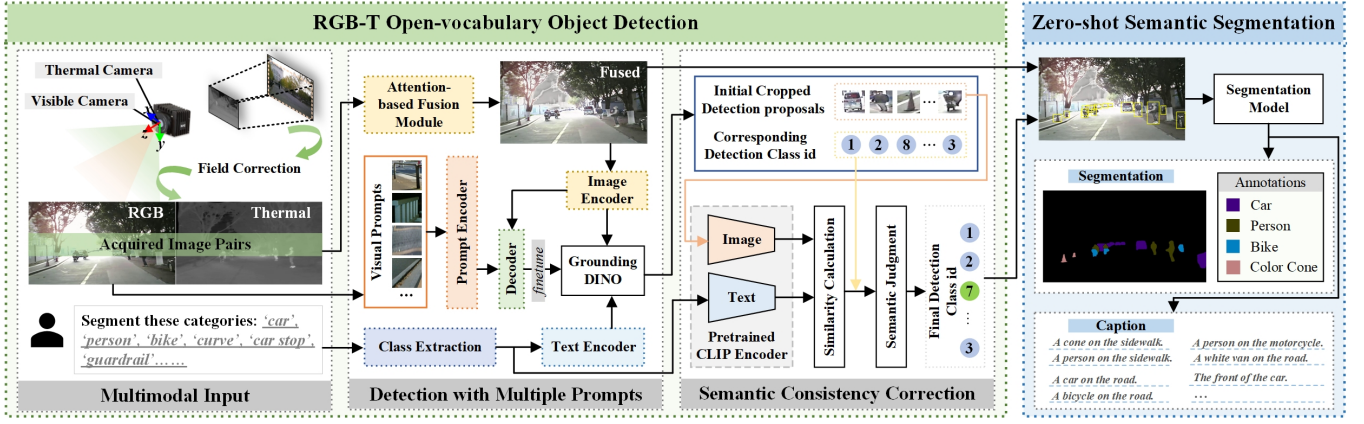 RGB-T Open-vocabulary Object Detection
Zero-shot Semantic Segmentation
Thermal Camera
Visible Camera
x
y
Field Correction
RGB
Thermal
Acquired Image Pairs
Segment these categories: ‘car’,
‘person’, ‘bike’, ‘curve’, ‘car stop’,
‘guardrail’……
Multimodal Input
Attention-
based Fusion
Module
Fused
Visual Prompts
...
Prompt Encoder
Decoder
finetune
Image
Encoder
Grounding
DINO
Class Extraction
Text Encoder
Detection with Multiple Prompts
Initial Cropped
Detection proposals
...
Corresponding
Detection Class id
1 2 8 ... 3
Image
Text
Pretrained
CLIP Encoder
Similarity Calculation
Semantic Judgment
Final Detection
Class id
1
2
7
...
3
Semantic Consistency Correction
Segmentation
Model
Segmentation
Annotations
Car
Person
Bike
Color Cone
Caption
A cone on the sidewalk.
A person on the sidewalk.
A car on the road.
A bicycle on the road.
A person on the motorcycle.
A white van on the road.
The front of the car.
...